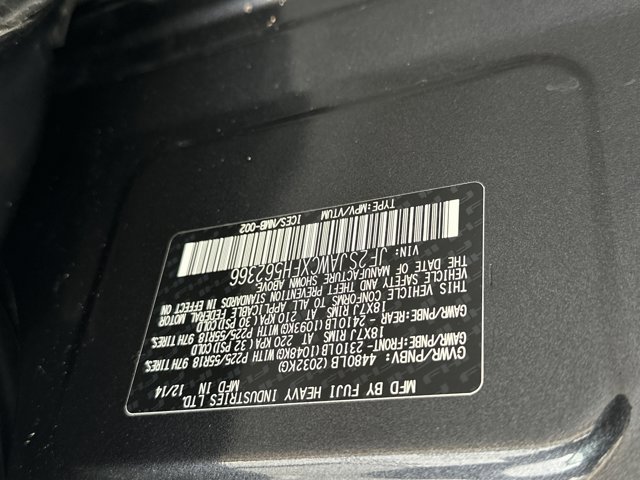 MFD BY FUJI HEAVY INDUSTRIES LTD.
MFD IN 12/14
GVWR/PNBV: 4480LB (2032KG)
GAWR/PNBE-FRONT- 2310LB (1048KG) WITH P225/55R18 97H TIRES,
18X7J RIMS AT 220 KPA (32 PSI) COLD
GAWR/PNBE-REAR- 2410LB (1093KG) WITH P225/55R18 97H TIRES,
18X7J RIMS AT 210 KPA (30 PSI) COLD
THIS VEHICLE CONFORMS TO ALL APPLICABLE FEDERAL MOTOR
VEHICLE SAFETY AND THEFT PREVENTION STANDARDS IN EFFECT
THE DATE OF MANUFACTURE SHOWN ABOVE
VIN: JF2SJAWCXFH562366
TYPE:MPV/VTUM ICES/NMB-002